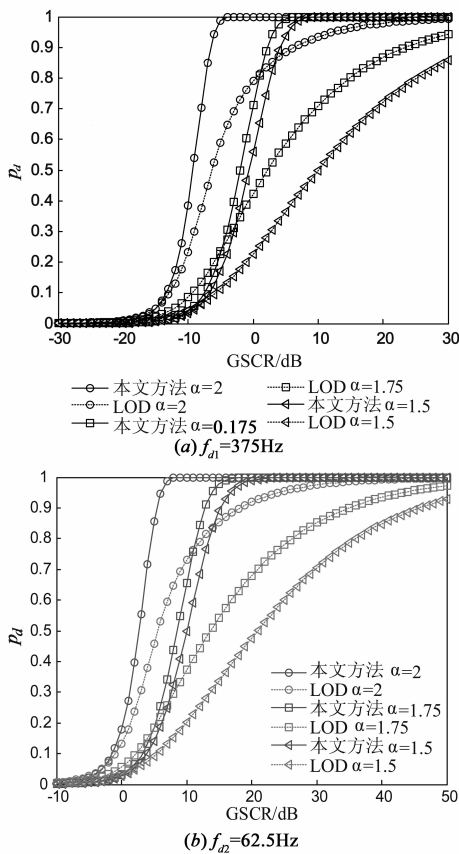 1
0.9
0.8
0.7
0.6
0.5
0.4
0.3
0.2
0.1
0
p_d
-30 -20 -10 0 10 20 30
GSCR/dB
本文方法 α=2 LOD α=1.75
LOD α=2 本文方法 α=1.5
本文方法 α=0.175 LOD α=1.5
(a) f_{d1}=375Hz
1
0.9
0.8
0.7
0.6
0.5
0.4
0.3
0.2
0.1
0
p_d
本文方法 α=2
LOD α=2
本文方法 α=1.75
LOD α=1.75
本文方法 α=1.5
LOD α=1.5
-10 0 10 20 30 40 50
GSCR/dB
(b) f_{d2}=62.5Hz